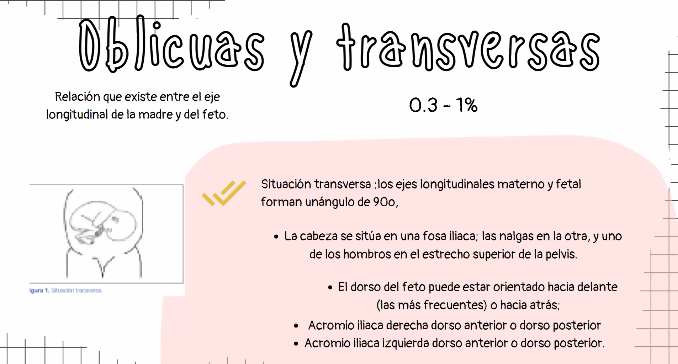 Oblicuas y transversas
Relación que existe entre el eje
longitudinal de la madre y del feto.
0.3 - 1%
Situación transversa ;los ejes longitudinales materno y fetal
forman unángulo de 90o,
La cabeza se sitúa en una fosa iliaca; las nalgas en la otra, y uno
de los hombros en el estrecho superior de la pelvis.
El dorso del feto puede estar orientado hacia delante
(las más frecuentes) o hacia atrás;
Acromio iliaca derecha dorso anterior o dorso posterior
Acromio iliaca izquierda dorso anterior o dorso posterior.
igura 1. Situación transversa.